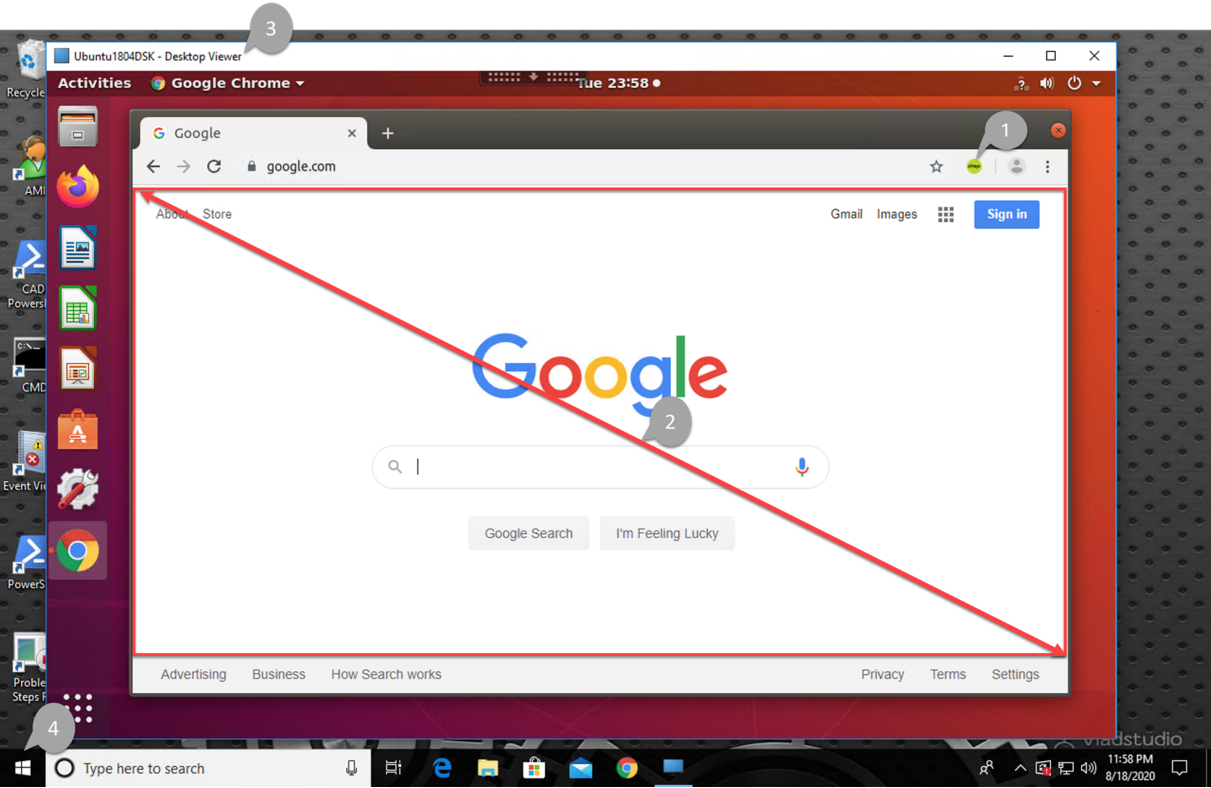 3
Ubuntu1804DSK - Desktop Viewer
Recycle
Activities
Google Chrome
Tue 23:58
Google
1
google.com
citrix
AMI
About Store
Gmail Images
Sign in
CAD
Powersh
Google
2
CMD
Google Search
I'm Feeling Lucky
Event Vie
PowerS
Advertising Business How Search works
Privacy Terms Settings
Proble
Steps R
4
vladstudio
Type here to search
11:58 PM
8/18/2020